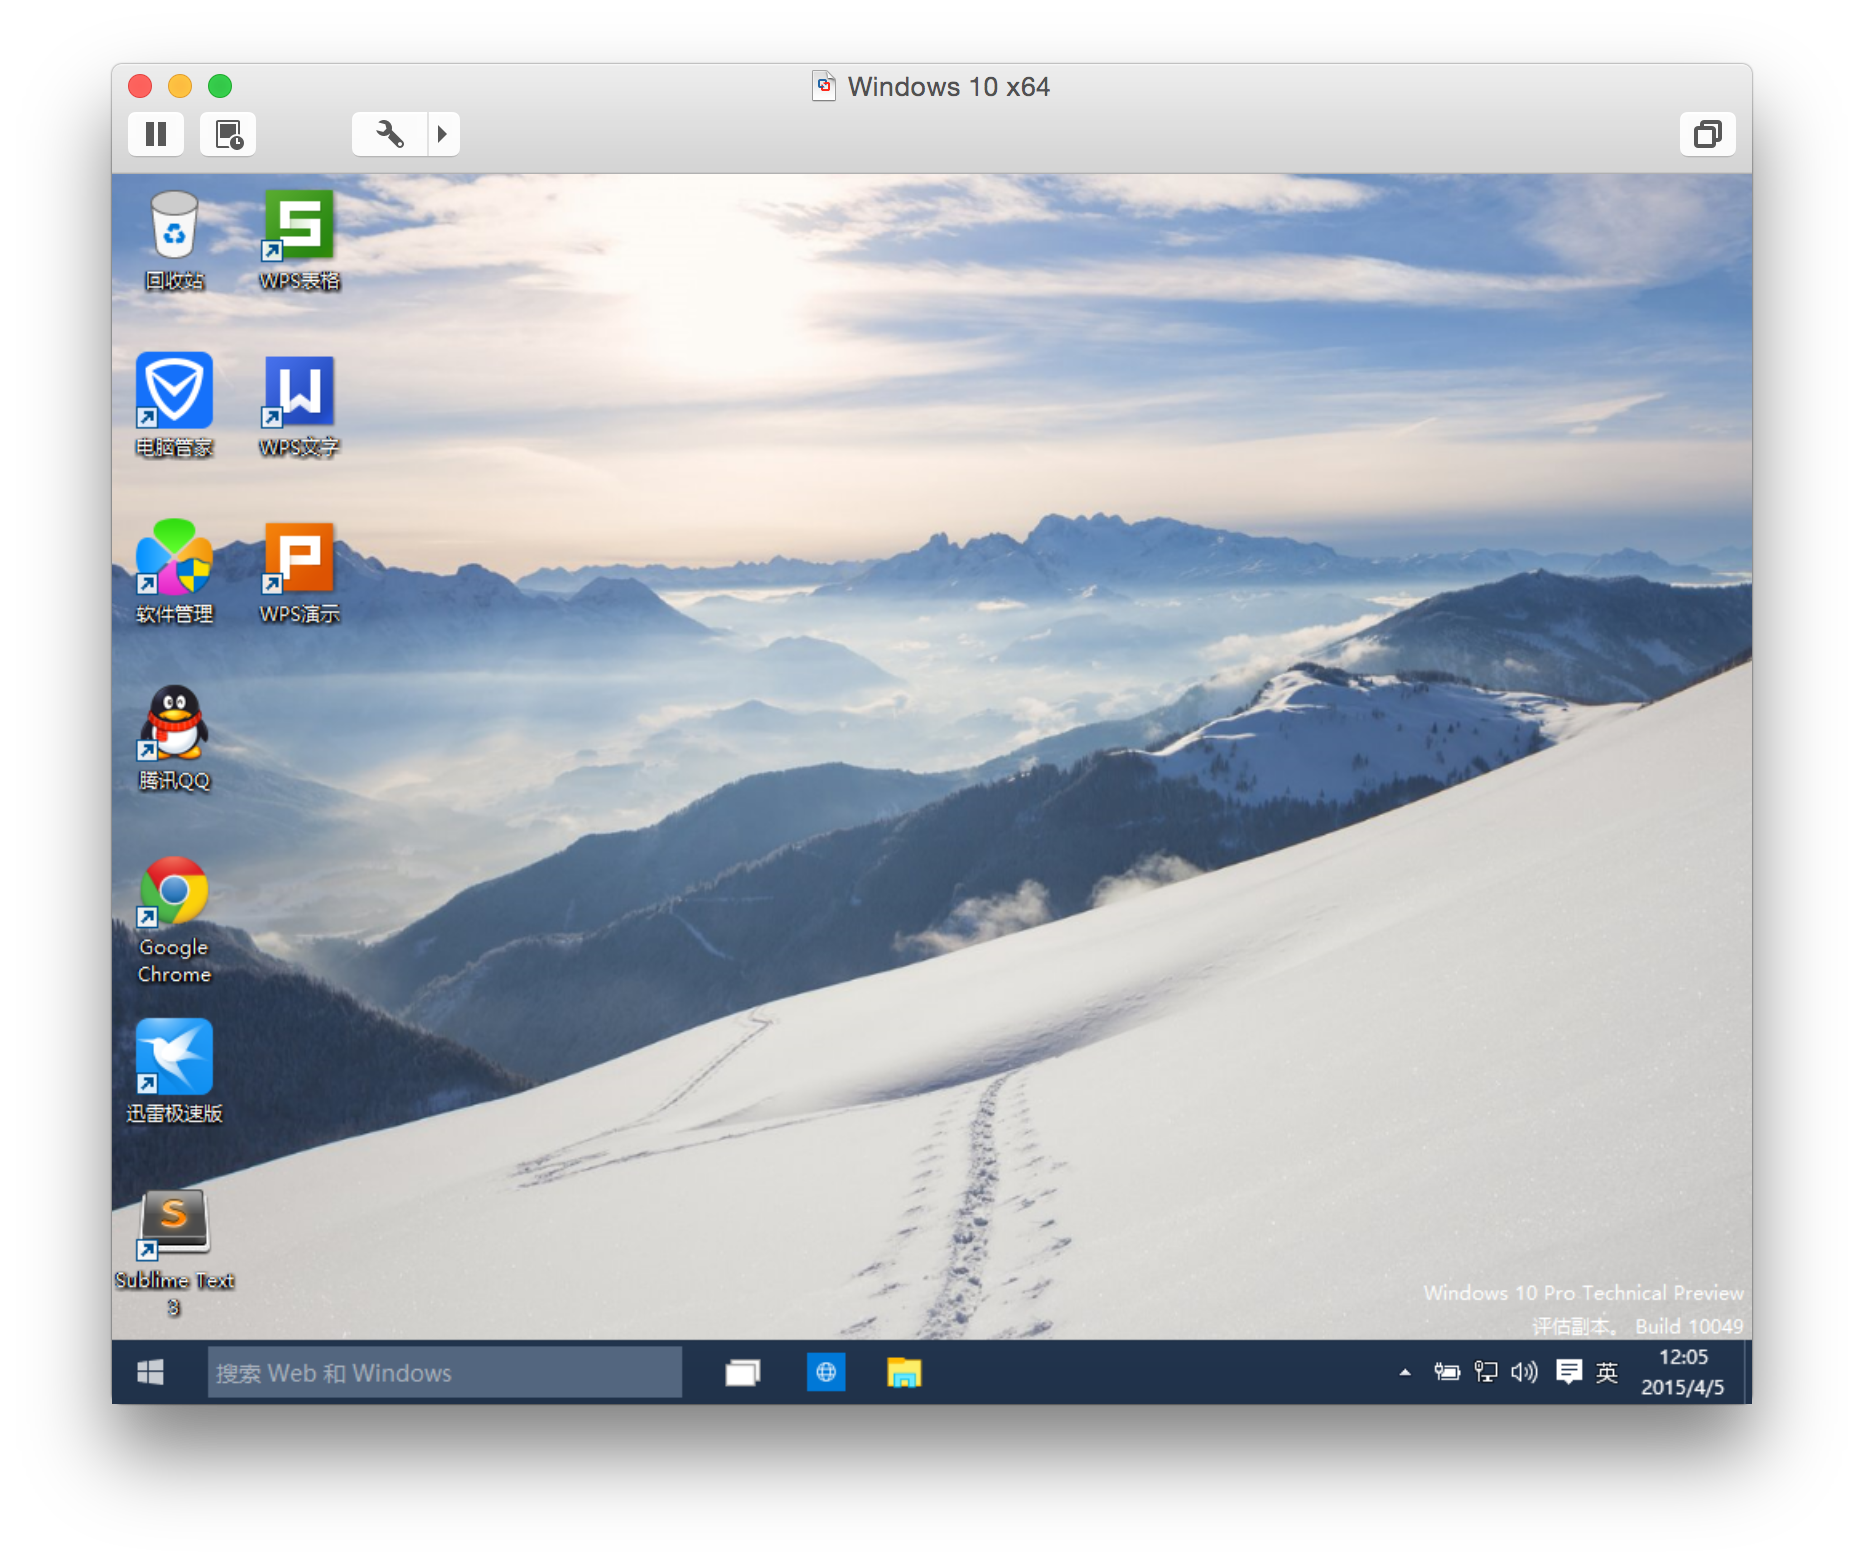 Windows 10 x64
回收站
WPS表格
电脑管家
WPS文字
软件管理
WPS演示
腾讯QQ
Google
Chrome
迅雷极速版
Sublime Text
3
Windows 10 Pro Technical Preview
评估副本。 Build 10049
搜索 Web 和 Windows
英
12:05
2015/4/5